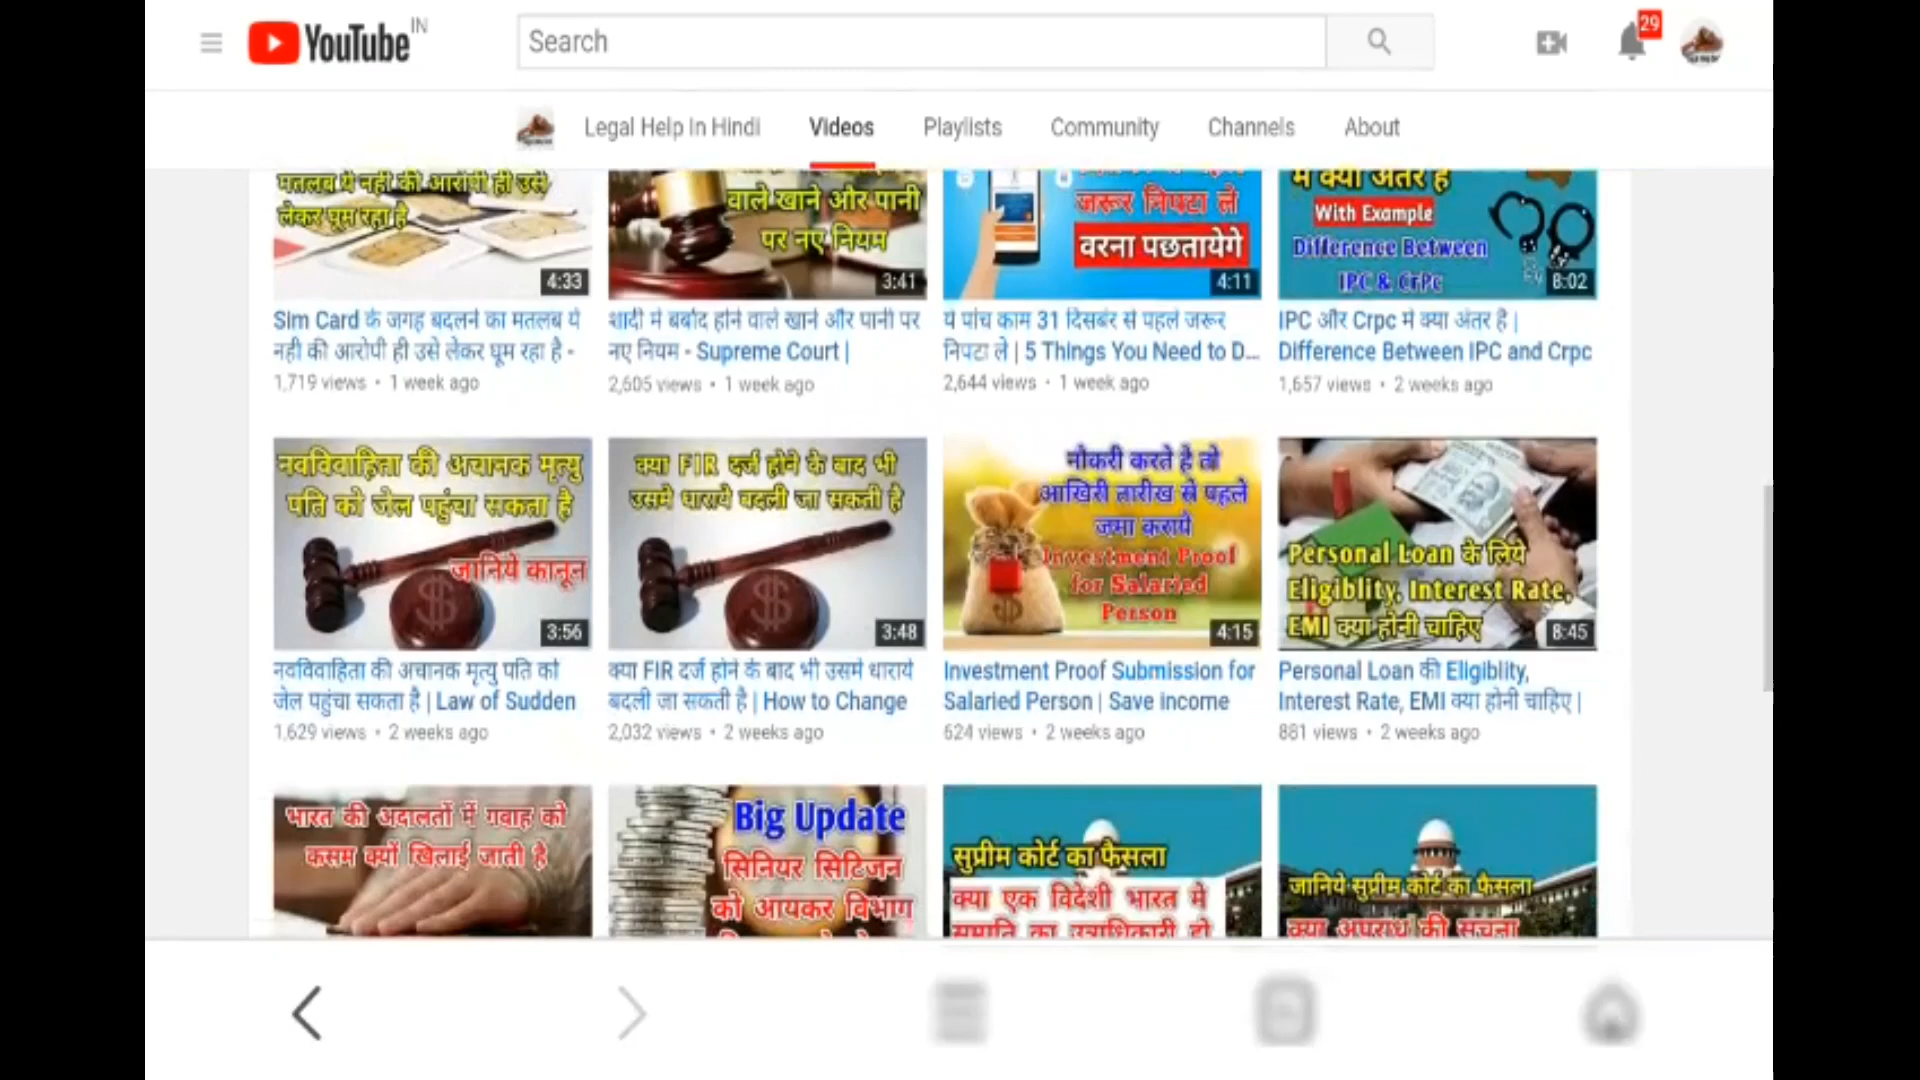 YouTube IN
Search
29
Legal Help In Hindi
Videos
Playlists
Community
Channels
About
मतलब ये नही की आरोपी ही उसे
लेकर घूम रहा है
4:33
Sim Card के जगह बदलने का मतलब ये
नही की आरोपी ही उसे लेकर घूम रहा है -
1,719 views • 1 week ago
वाले खाने और पानी
पर नए नियम
3:41
शादी मे बर्बाद होने वाले खाने और पानी पर
नए नियम - Supreme Court |
2,605 views • 1 week ago
जरूर निपटा ले
वरना पछतायेगे
4:11
ये पांच काम 31 दिसबंर से पहले जरूर
निपटा ले | 5 Things You Need to D...
2,644 views • 1 week ago
मे क्या अंतर है
With Example
Difference Between
IPC & CrPc
8:02
IPC और Crpc मे क्या अंतर है |
Difference Between IPC and Crpc
1,657 views • 2 weeks ago
नवविवाहिता की अचानक मृत्यु
पति को जेल पहुंचा सकता है
जानिये कानून
3:56
नवविवाहिता की अचानक मृत्यु पति को
जेल पहुंचा सकता है | Law of Sudden
1,629 views • 2 weeks ago
क्या FIR दर्ज होने के बाद भी
उसमे धाराये बदली जा सकती है
3:48
क्या FIR दर्ज होने के बाद भी उसमे धाराये
बदली जा सकती है | How to Change
2,032 views • 2 weeks ago
नौकरी करते है तो
आखिरी तारीख से पहले
जमा कराये
Investment Proof
for Salaried
Person
4:15
Investment Proof Submission for
Salaried Person | Save income
624 views • 2 weeks ago
Personal Loan के लिये
Eligiblity, Interest Rate,
EMI क्या होनी चाहिए
8:45
Personal Loan की Eligiblity,
Interest Rate, EMI क्या होनी चाहिए |
881 views • 2 weeks ago
भारत की अदालतों में गवाह को
कसम क्यों खिलाई जाती है
Big Update
सिनियर सिटिजन
को आयकर विभाग
सुप्रीम कोर्ट का फैसला
क्या एक विदेशी भारत मे
सम्पति का उत्तराधिकारी हो
जानिये सुप्रीम कोर्ट का फैसला
क्या अपराध की सूचना